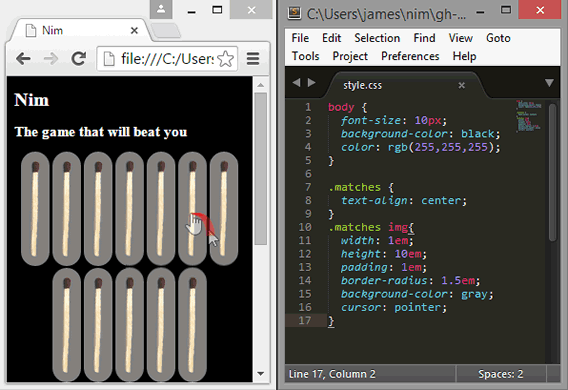 Nim
file:///C:/Users
Nim
The game that will beat you
C:\Users\james\nim\gh-...
File Edit Selection Find View Goto
Tools Project Preferences Help
style.css
1 body {
2 font-size: 10px;
3 background-color: black;
4 color: rgb(255,255,255);
5 }
6
7 .matches {
8 text-align: center;
9 }
10 .matches img{
11 width: 1em;
12 height: 10em;
13 padding: 1em;
14 border-radius: 1.5em;
15 background-color: gray;
16 cursor: pointer;
17 }
Line 17, Column 2 Spaces: 2